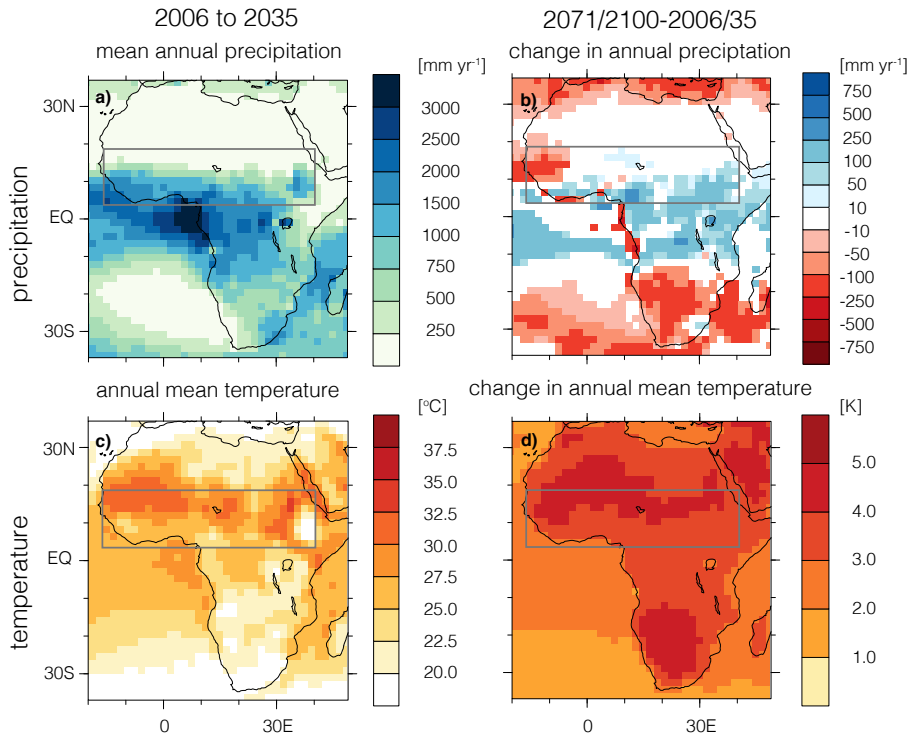 2006 to 2035
2071/2100-2006/35
mean annual precipitation
change in annual precipitation
[mm yr⁻¹]
[mm yr⁻¹]
a)
b)
30N
EQ
30S
precipitation
3000
2500
2000
1500
1000
750
500
250
750
500
250
100
50
10
-10
-50
-100
-250
-500
-750
annual mean temperature
change in annual mean temperature
[°C]
[K]
c)
d)
30N
EQ
30S
temperature
37.5
35.0
32.5
30.0
27.5
25.0
22.5
20.0
5.0
4.0
3.0
2.0
1.0
0
30E
0
30E